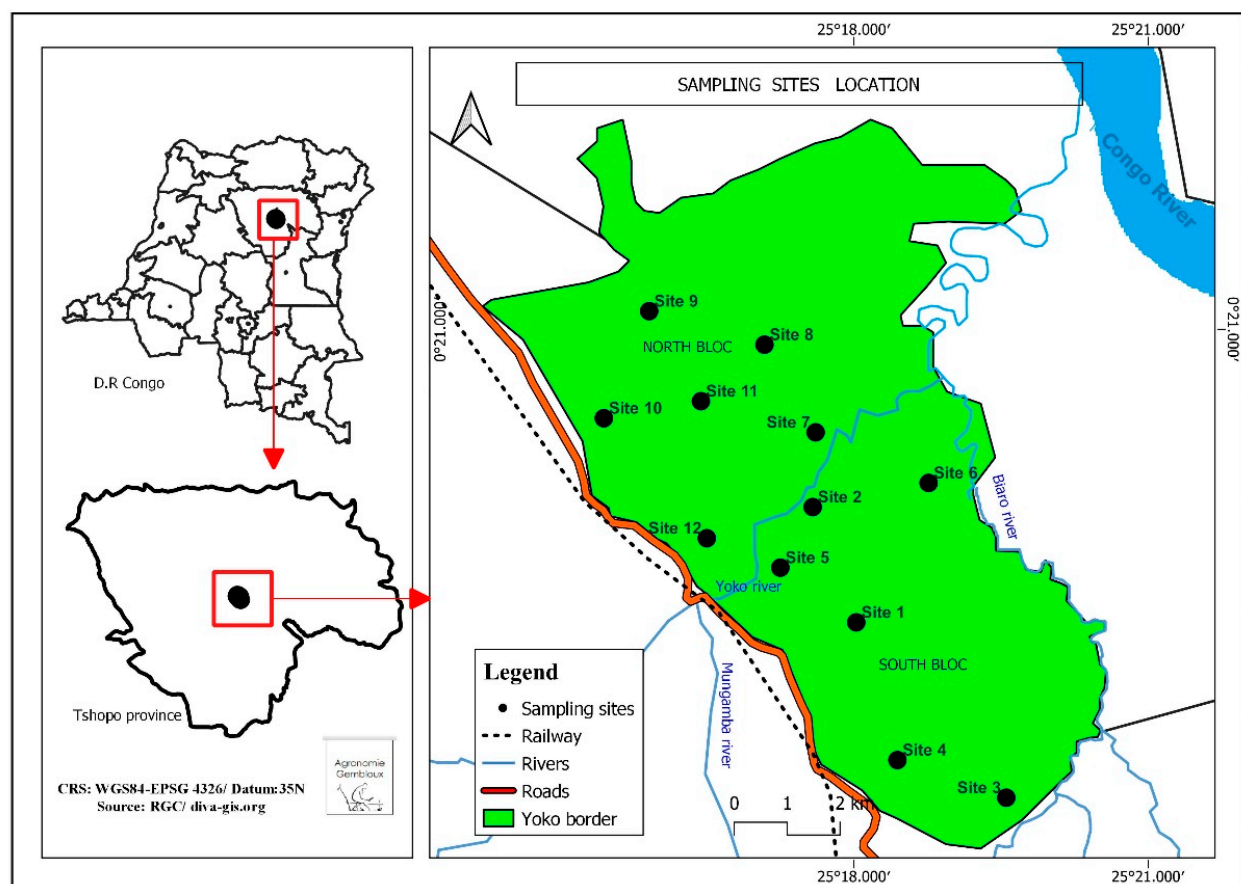 25°18.000′
25°21.000′
SAMPLING SITES LOCATION
Congo River
0°21.000′
0°21.000′
D.R Congo
Site 9
NORTH BLOC
Site 8
Site 11
Site 10
Site 7
Site 6
Site 2
Biaro river
Site 12
Site 5
Yoko river
Site 1
SOUTH BLOC
Mungamba river
Site 4
Site 3
Legend
Sampling sites
Railway
Rivers
Roads
Yoko border
0 1 2 km
Tshopo province
Agronomie
Gembloux
CRS: WGS84-EPSG 4326/ Datum:35N
Source: RGC/ diva-gis.org
25°18.000′
25°21.000′